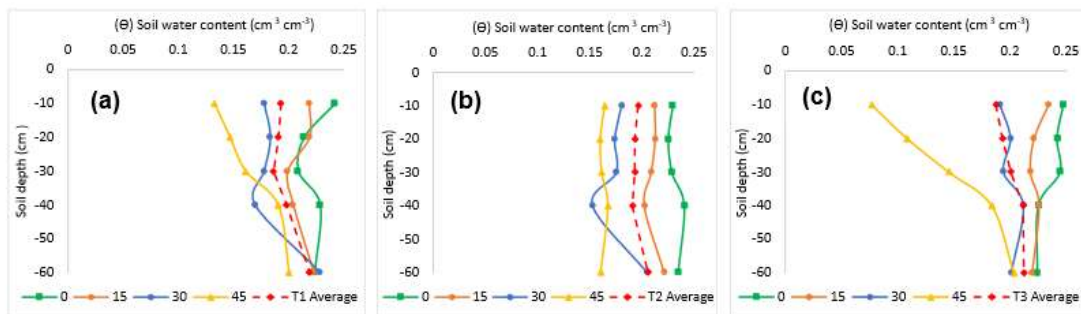 (Ө) Soil water content (cm³ cm⁻³)
0 0.05 0.1 0.15 0.2 0.25
0
-10
-20
-30
-40
-50
-60
Soil depth (cm )
(a)
0 15 30 45 T1 Average
(Ө) Soil water content (cm³ cm⁻³)
0 0.05 0.1 0.15 0.2 0.25
0
-10
-20
-30
-40
-50
-60
Soil depth (cm)
(b)
0 15 30 45 T2 Average
(Ө) Soil water content (cm³ cm⁻³)
0 0.05 0.1 0.15 0.2 0.25
0
-10
-20
-30
-40
-50
-60
Soil depth (cm)
(c)
0 15 30 45 T3 Average